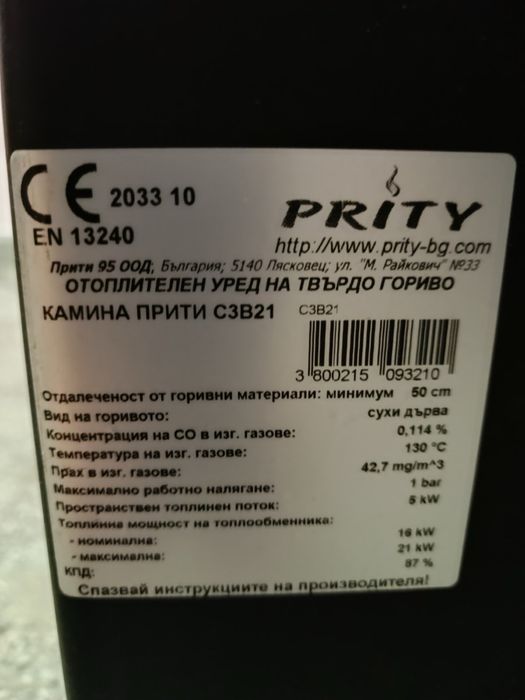 CE 2033 10
EN 13240
PRITY
http://www.prity-bg.com
Прити 95 ООД; България; 5140 Лясковец; ул. "М. Райкович" №33
ОТОПЛИТЕЛЕН УРЕД НА ТВЪРДО ГОРИВО
КАМИНА ПРИТИ C3B21 C3B21
3 800215 093210
Отдалеченост от горивни материали: минимум 50 cm
Вид на горивото: сухи дърва
Концентрация на CO в изг. газове: 0,114 %
Температура на изг. газове: 130 °C
Прах в изг. газове: 42,7 mg/m^3
Максимално работно налягане: 1 bar
Пространствен топлинен поток: 5 kW
Топлинна мощност на топлообменника:
- номинална: 16 kW
- максимална: 21 kW
КПД: 87 %
Спазвай инструкциите на производителя!